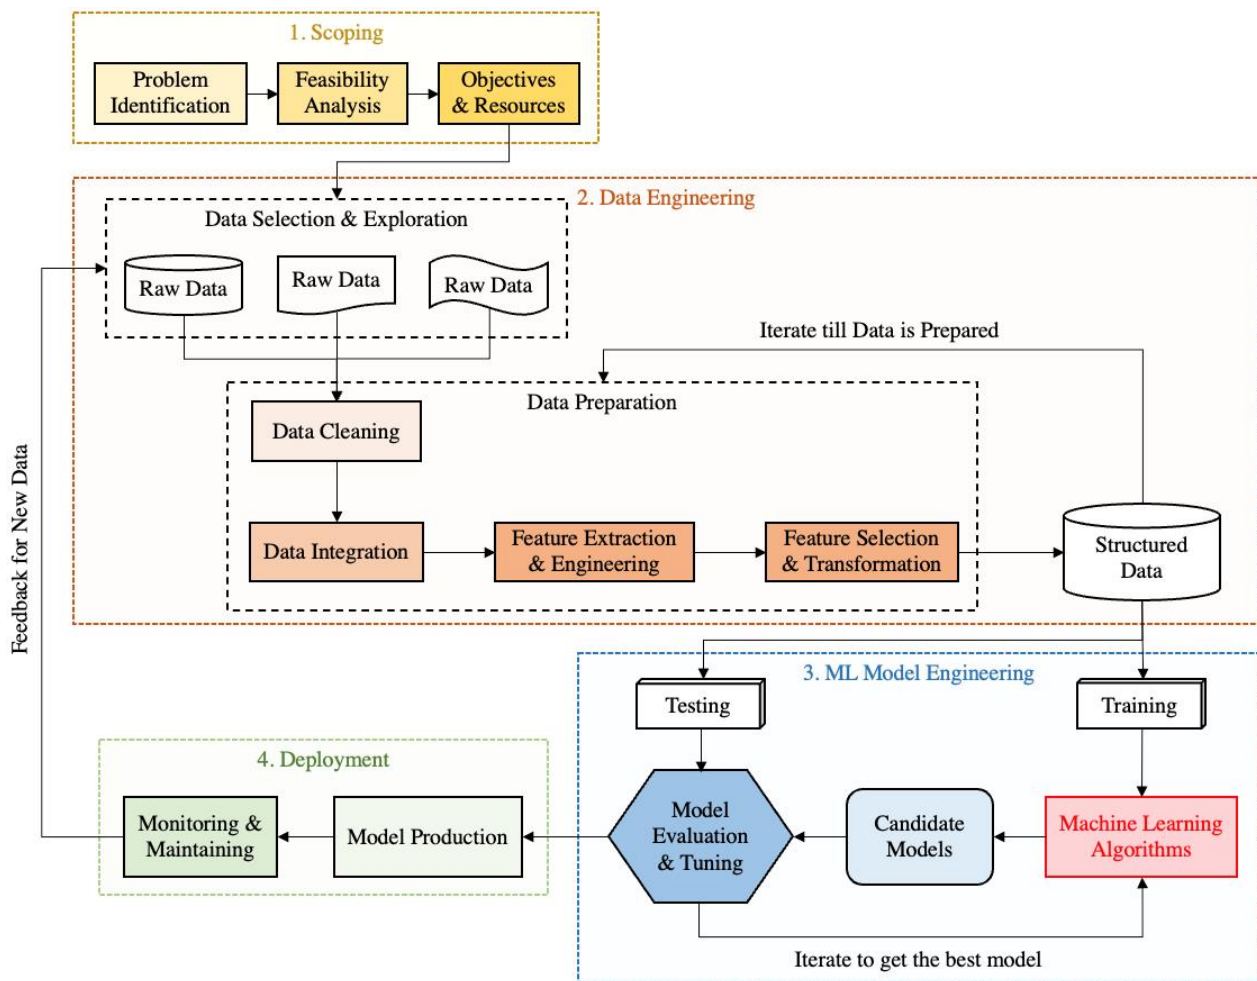 1. Scoping
Problem
Identification
Feasibility
Analysis
Objectives
& Resources
2. Data Engineering
Data Selection & Exploration
Raw Data
Raw Data
Raw Data
Iterate till Data is Prepared
Data Preparation
Data Cleaning
Data Integration
Feature Extraction
& Engineering
Feature Selection
& Transformation
Structured
Data
Feedback for New Data
3. ML Model Engineering
Testing
Training
Model
Evaluation
& Tuning
Candidate
Models
Machine Learning
Algorithms
Iterate to get the best model
4. Deployment
Monitoring &
Maintaining
Model Production